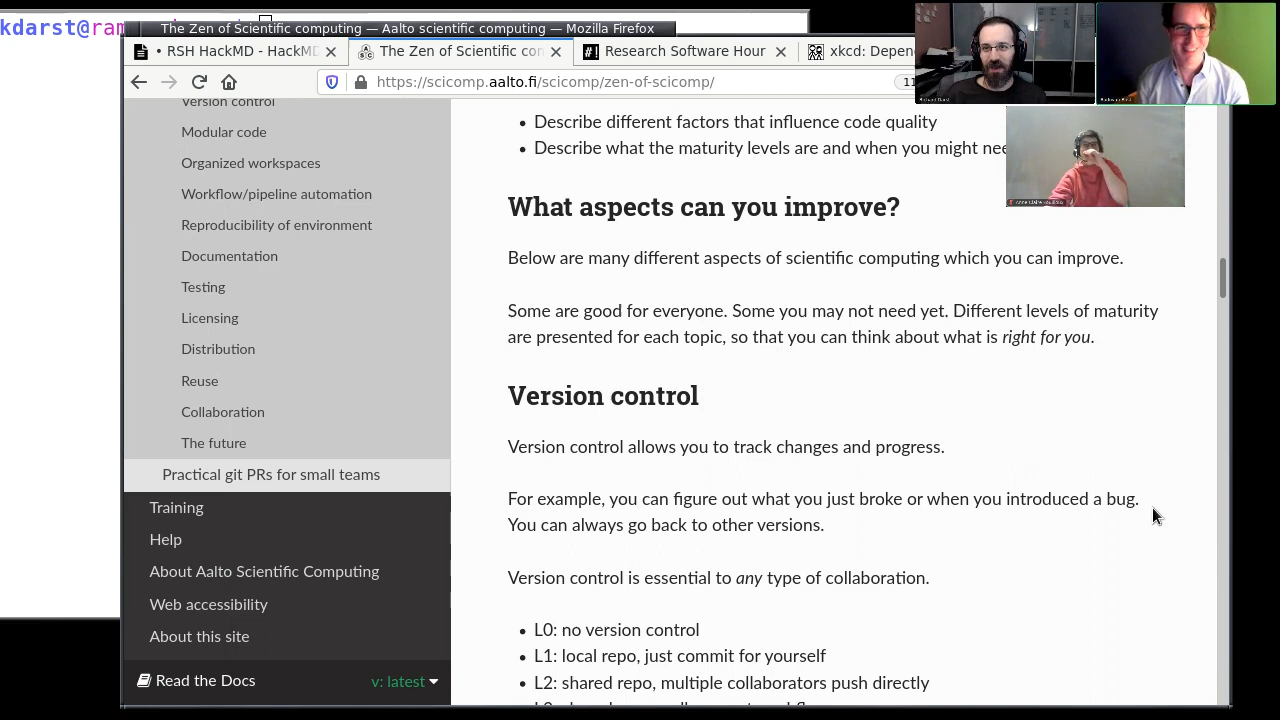 kdarst@ram
The Zen of Scientific computing — Aalto scientific computing — Mozilla Firefox
• RSH HackMD - HackMD
The Zen of Scientific con
Research Software Hour
xkcd: Depen
https://scicomp.aalto.fi/scicomp/zen-of-scicomp/
11
Version control
Modular code
Organized workspaces
Workflow/pipeline automation
Reproducibility of environment
Documentation
Testing
Licensing
Distribution
Reuse
Collaboration
The future
Practical git PRs for small teams
Training
Help
About Aalto Scientific Computing
Web accessibility
About this site
Read the Docs
v: latest
• Describe different factors that influence code quality
• Describe what the maturity levels are and when you might nee
What aspects can you improve?
Below are many different aspects of scientific computing which you can improve.
Some are good for everyone. Some you may not need yet. Different levels of maturity
are presented for each topic, so that you can think about what is right for you.
Version control
Version control allows you to track changes and progress.
For example, you can figure out what you just broke or when you introduced a bug.
You can always go back to other versions.
Version control is essential to any type of collaboration.
• L0: no version control
• L1: local repo, just commit for yourself
• L2: shared repo, multiple collaborators push directly
Richard Darst